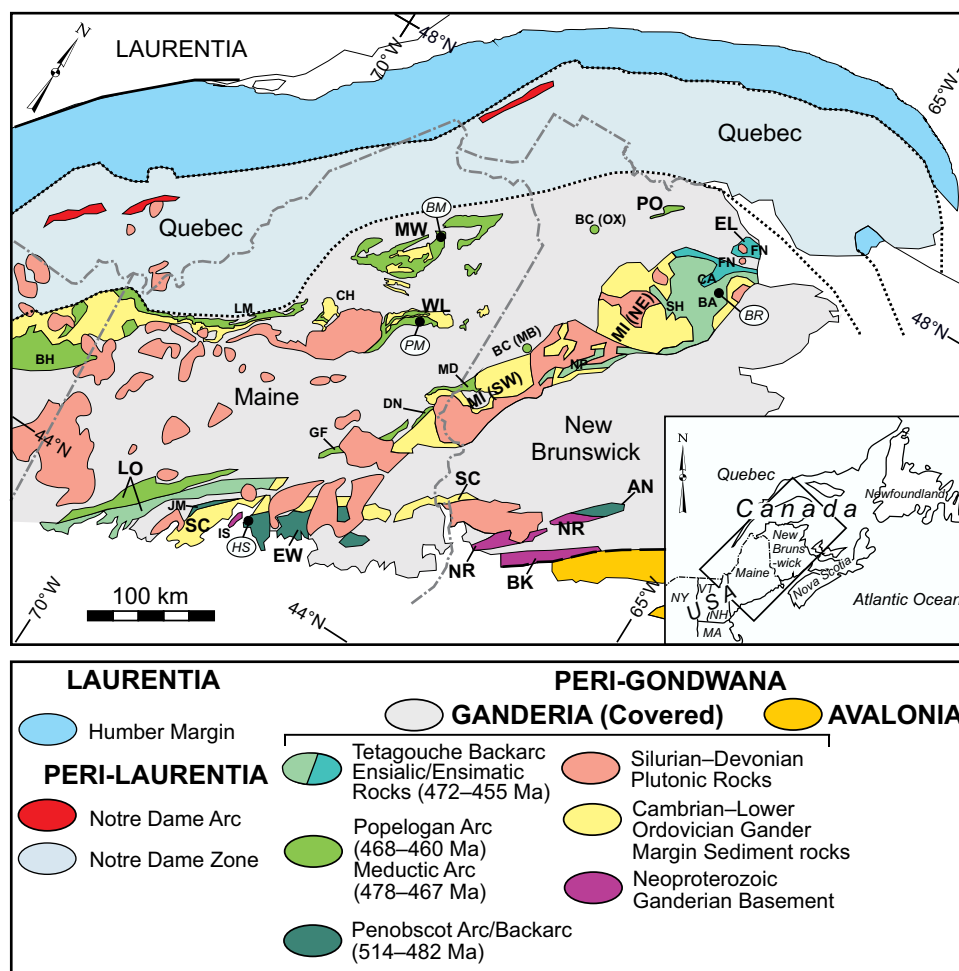 N
LAURENTIA
70°W
48°N
65°W
Quebec
Quebec
BM
MW
BC (OX)
PO
EL
FN
FN
CA
BA
BR
SH
MI (NE)
48°N
LM
CH
WL
PM
BC (MB)
BH
MD
MI (SW)
NP
Maine
DN
GF
New
Brunswick
44°N
LO
JM
SC
IS
HS
EW
SC
AN
NR
NR
BK
70°W
100 km
44°N
65°W
N
Quebec
Newfoundland
Canada
New
Bruns
-wick
Maine
Nova Scotia
NY
VT
USA
NH
MA
Atlantic Ocean
LAURENTIA
Humber Margin
PERI-LAURENTIA
Notre Dame Arc
Notre Dame Zone
PERI-GONDWANA
GANDERIA (Covered)
AVALONIA
Tetagouche Backarc
Ensialic/Ensimatic
Rocks (472–455 Ma)
Popelogan Arc
(468–460 Ma)
Meductic Arc
(478–467 Ma)
Penobscot Arc/Backarc
(514–482 Ma)
Silurian–Devonian
Plutonic Rocks
Cambrian–Lower
Ordovician Gander
Margin Sediment rocks
Neoproterozoic
Ganderian Basement